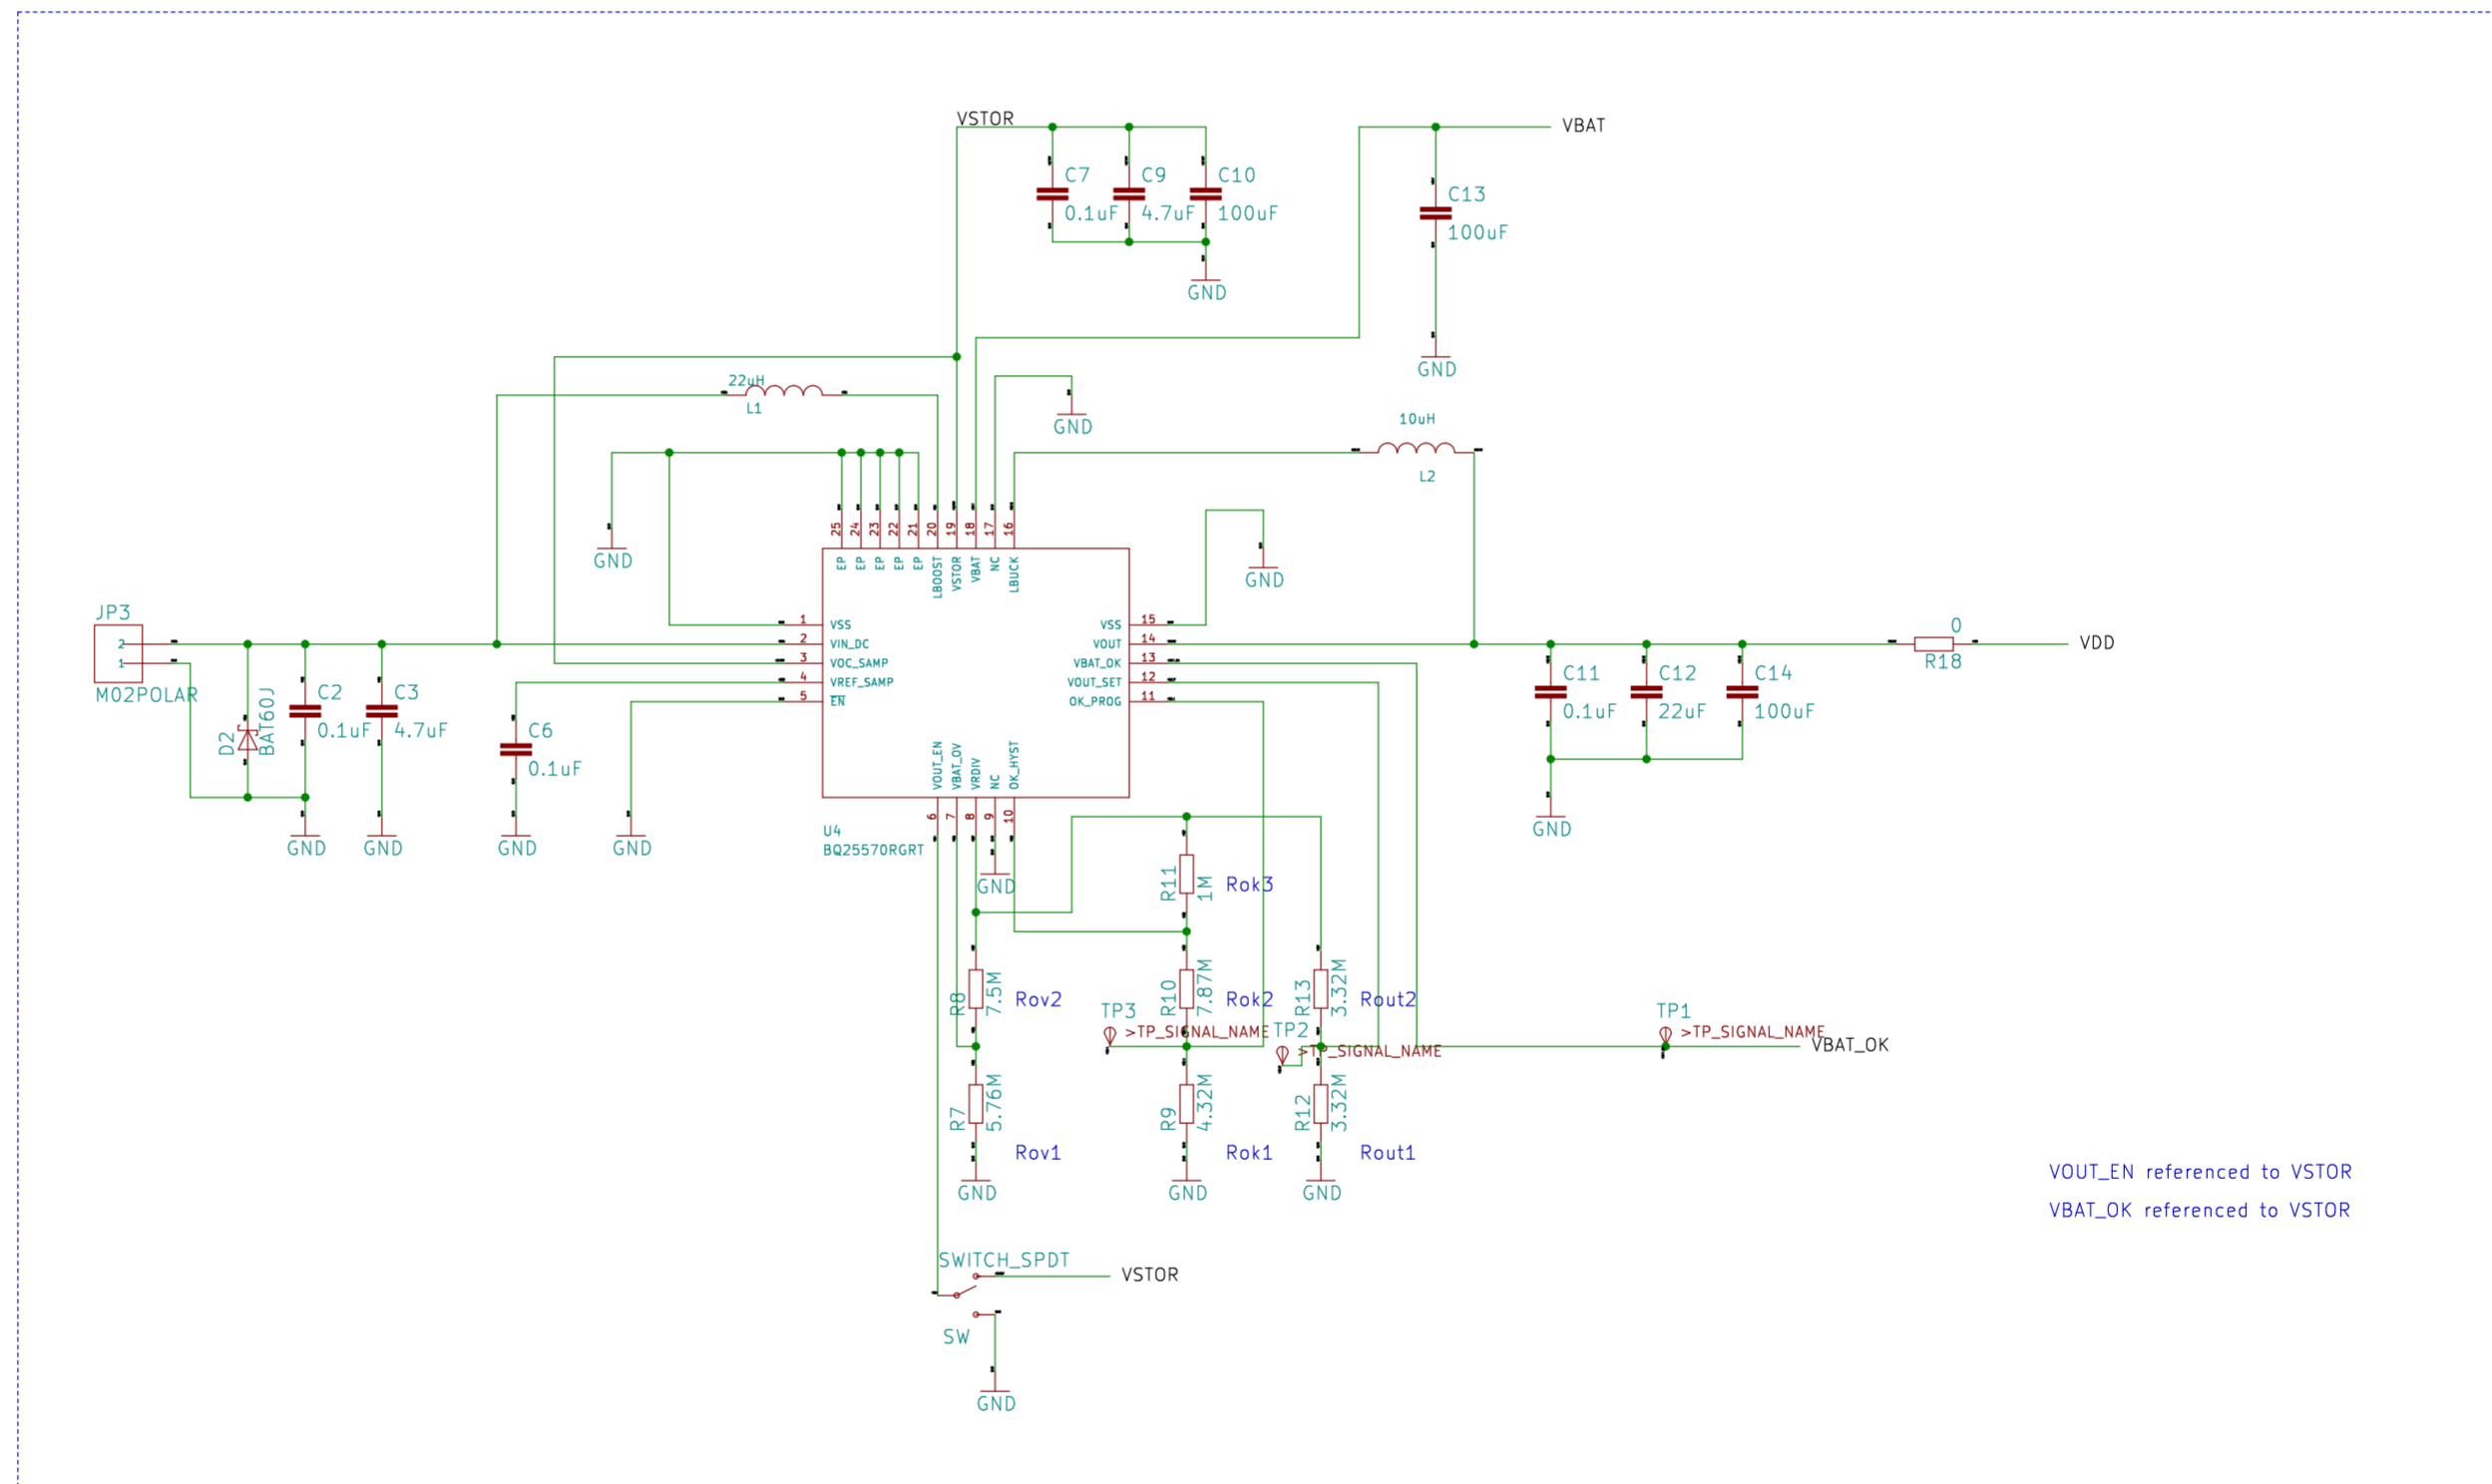 VSTOR
VBAT
C7
0.1uF
C9
4.7uF
C10
100uF
C13
100uF
GND
GND
22uH
L1
GND
10uH
L2
GND
GND
25
24
23
22
21
20
19
18
17
16
EP
EP
EP
EP
EP
LBOOST
VSTOR
VBAT
NC
LBUCK
JP3
2
1
M02POLAR
1 VSS
2 VIN_DC
3 VOC_SAMP
4 VREF_SAMP
5 EN
VSS 15
VOUT 14
VBAT_OK 13
VOUT_SET 12
OK_PROG 11
0
R18
VDD
D2
BAT60J
C2
0.1uF
C3
4.7uF
C6
0.1uF
C11
0.1uF
C12
22uF
C14
100uF
VOUT_EN
VBAT_OV
VRDIV
NC
OK_HYST
6
7
8
9
10
U4
BQ25570RGRT
GND
GND
GND
GND
GND
GND
R11
1M
Rok3
R8
7.5M
Rov2
R10
7.87M
Rok2
R13
3.32M
Rout2
TP3
>TP_SIGNAL_NAME
TP2
>TP_SIGNAL_NAME
TP1
>TP_SIGNAL_NAME
VBAT_OK
R7
5.76M
Rov1
R9
4.32M
Rok1
R12
3.32M
Rout1
GND
GND
GND
VOUT_EN referenced to VSTOR
VBAT_OK referenced to VSTOR
SWITCH_SPDT
VSTOR
SW
GND